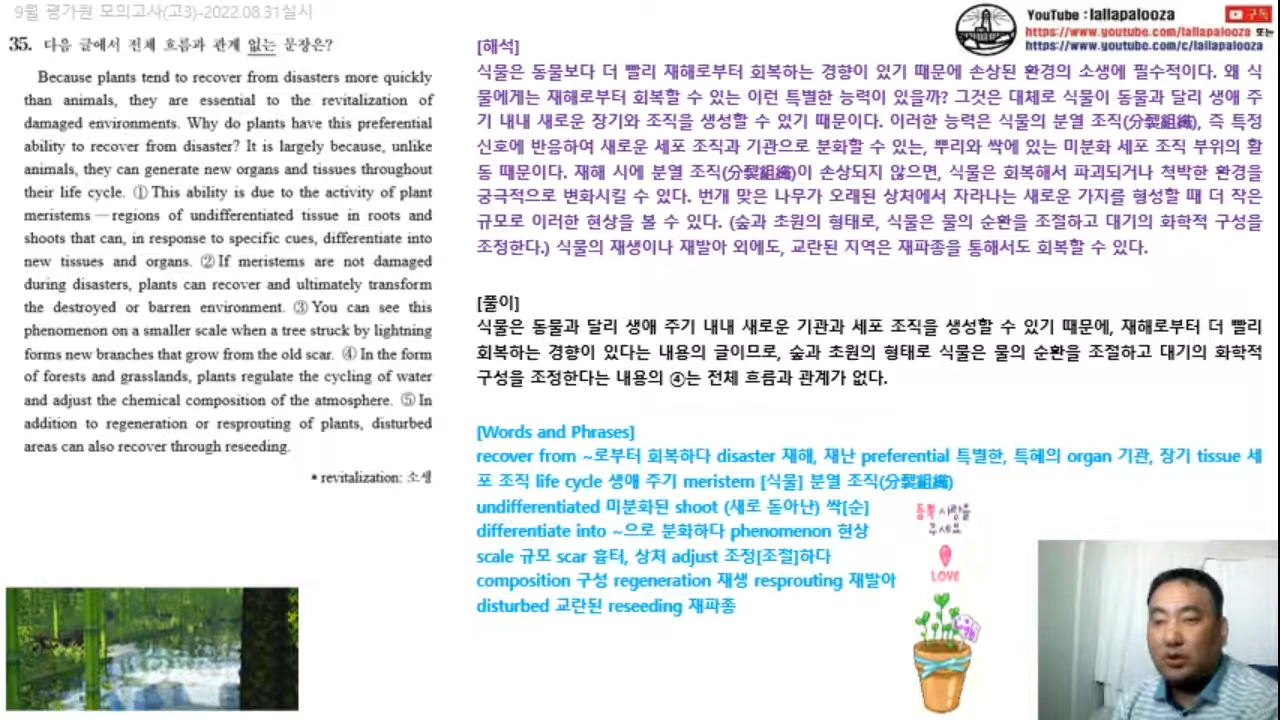 9월 평가원 모의고사(고3)-2022.08.31실시
35. 다음 글에서 전체 흐름과 관계 없는 문장은?
Because plants tend to recover from disasters more quickly
than animals, they are essential to the revitalization of
damaged environments. Why do plants have this preferential
ability to recover from disaster? It is largely because, unlike
animals, they can generate new organs and tissues throughout
their life cycle. ① This ability is due to the activity of plant
meristems — regions of undifferentiated tissue in roots and
shoots that can, in response to specific cues, differentiate into
new tissues and organs. ② If meristems are not damaged
during disasters, plants can recover and ultimately transform
the destroyed or barren environment. ③ You can see this
phenomenon on a smaller scale when a tree struck by lightning
forms new branches that grow from the old scar. ④ In the form
of forests and grasslands, plants regulate the cycling of water
and adjust the chemical composition of the atmosphere. ⑤ In
addition to regeneration or resprouting of plants, disturbed
areas can also recover through reseeding.
* revitalization: 소생
YouTube : lallapalooza
구독
https://www.youtube.com/lallapalooza 또는
https://www.youtube.com/c/lallapalooza
[해석]
식물은 동물보다 더 빨리 재해로부터 회복하는 경향이 있기 때문에 손상된 환경의 소생에 필수적이다. 왜 식
물에게는 재해로부터 회복할 수 있는 이런 특별한 능력이 있을까? 그것은 대체로 식물이 동물과 달리 생애 주
기 내내 새로운 장기와 조직을 생성할 수 있기 때문이다. 이러한 능력은 식물의 분열 조직(分裂組織), 즉 특정
신호에 반응하여 새로운 세포 조직과 기관으로 분화할 수 있는, 뿌리와 싹에 있는 미분화 세포 조직 부위의 활
동 때문이다. 재해 시에 분열 조직(分裂組織)이 손상되지 않으면, 식물은 회복해서 파괴되거나 척박한 환경을
궁극적으로 변화시킬 수 있다. 번개 맞은 나무가 오래된 상처에서 자라나는 새로운 가지를 형성할 때 더 작은
규모로 이러한 현상을 볼 수 있다. (숲과 초원의 형태로, 식물은 물의 순환을 조절하고 대기의 화학적 구성을
조정한다.) 식물의 재생이나 재발아 외에도, 교란된 지역은 재파종을 통해서도 회복할 수 있다.
[풀이]
식물은 동물과 달리 생애 주기 내내 새로운 기관과 세포 조직을 생성할 수 있기 때문에, 재해로부터 더 빨리
회복하는 경향이 있다는 내용의 글이므로, 숲과 초원의 형태로 식물은 물의 순환을 조절하고 대기의 화학적
구성을 조정한다는 내용의 ④는 전체 흐름과 관계가 없다.
[Words and Phrases]
recover from ~로부터 회복하다 disaster 재해, 재난 preferential 특별한, 특혜의 organ 기관, 장기 tissue 세
포 조직 life cycle 생애 주기 meristem [식물] 분열 조직(分裂組織)
undifferentiated 미분화된 shoot (새로 돋아난) 싹[순]
differentiate into ~으로 분화하다 phenomenon 현상
scale 규모 scar 흉터, 상처 adjust 조정[조절]하다
composition 구성 regeneration 재생 resprouting 재발아
disturbed 교란된 reseeding 재파종
듬뿍 사랑을
주세요
LOVE